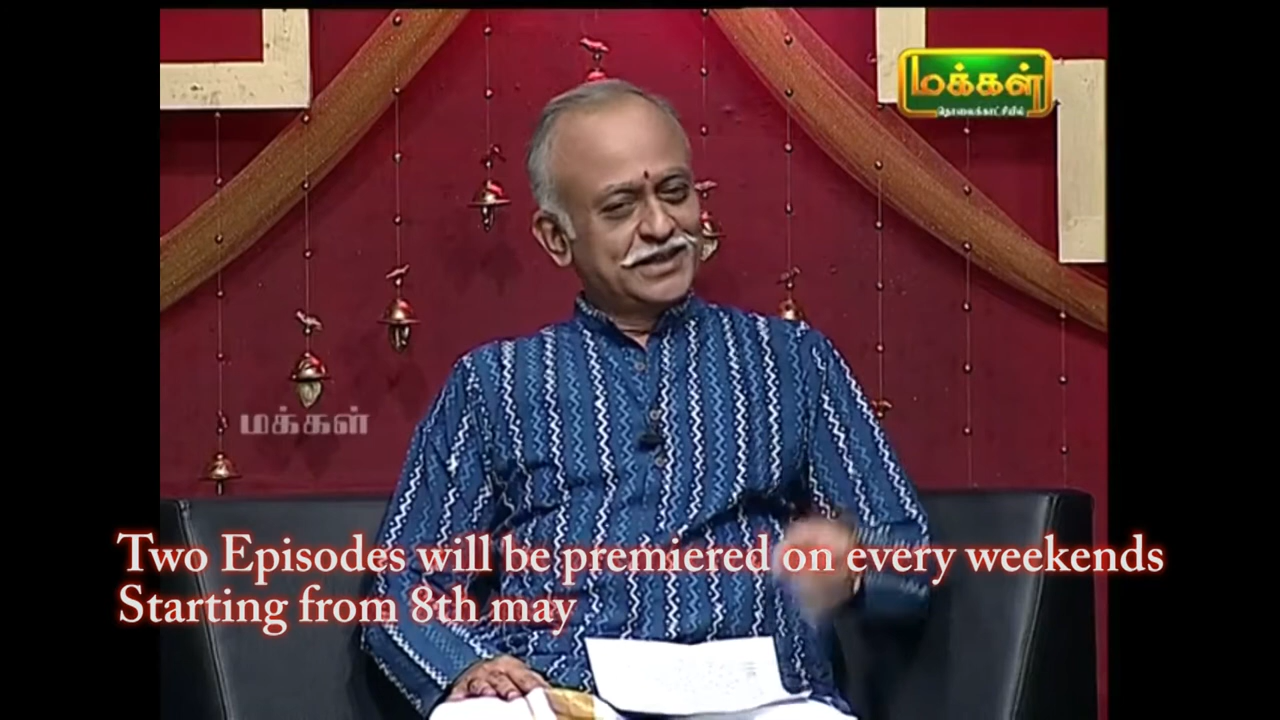 மக்கள்
தொலைக்காட்சியில்
மக்கள்
Two Episodes will be premiered on every weekends
Starting from 8th may